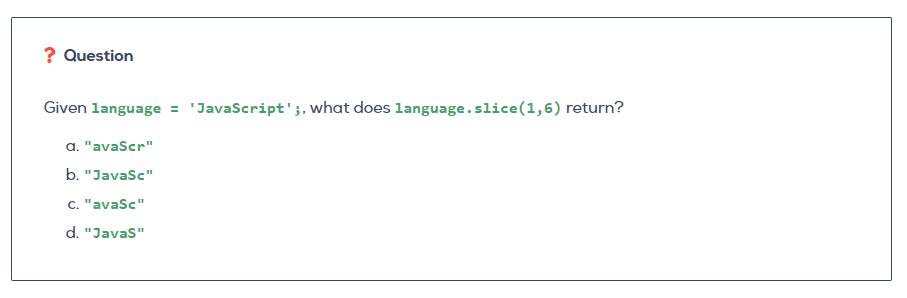 ❓ Question
Given language = 'JavaScript';, what does language.slice(1,6) return?
a. "avaScr"
b. "JavaSc"
c. "avaSc"
d. "JavaS"